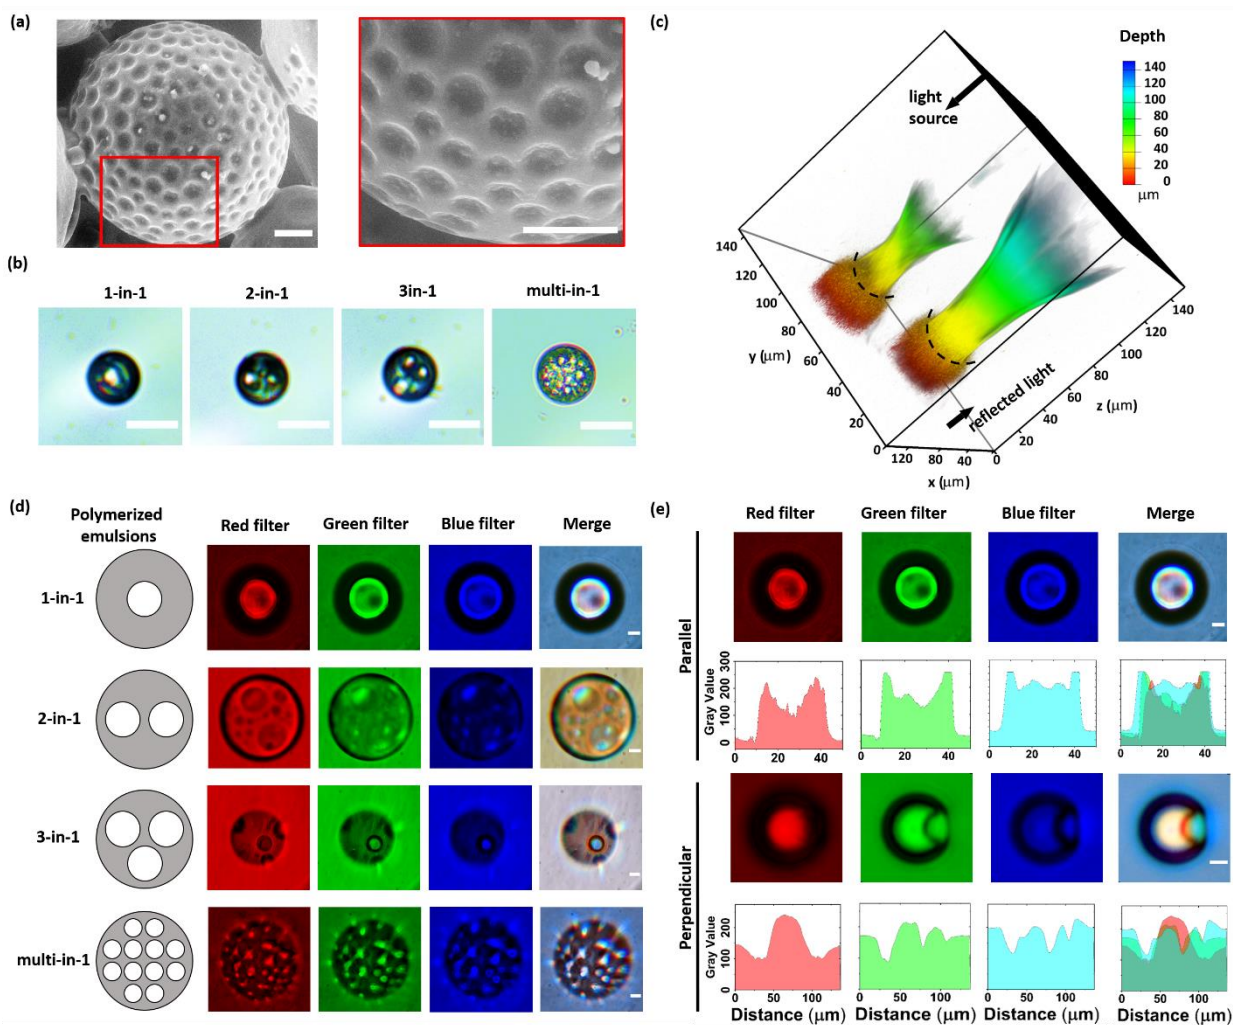 (a)
(b)
1-in-1
2-in-1
3in-1
multi-in-1
(c)
Depth
140
120
100
80
60
40
20
0
μm
light
source
reflected light
140
120
100
80
60
40
20
0
y (μm)
120
80
40
0
x (μm)
20
40
60
80
100
120
140
z (μm)
(d)
Polymerized
emulsions
Red filter
Green filter
Blue filter
Merge
1-in-1
2-in-1
3-in-1
multi-in-1
(e)
Red filter
Green filter
Blue filter
Merge
Parallel
Gray Value
300
200
100
0
0 20 40
0 20 40
0 20 40
0 20 40
Perpendicular
Gray Value
200
100
0
0 50 100
0 50 100
0 50 100
0 50 100
Distance (μm)
Distance (μm)
Distance (μm)
Distance (μm)